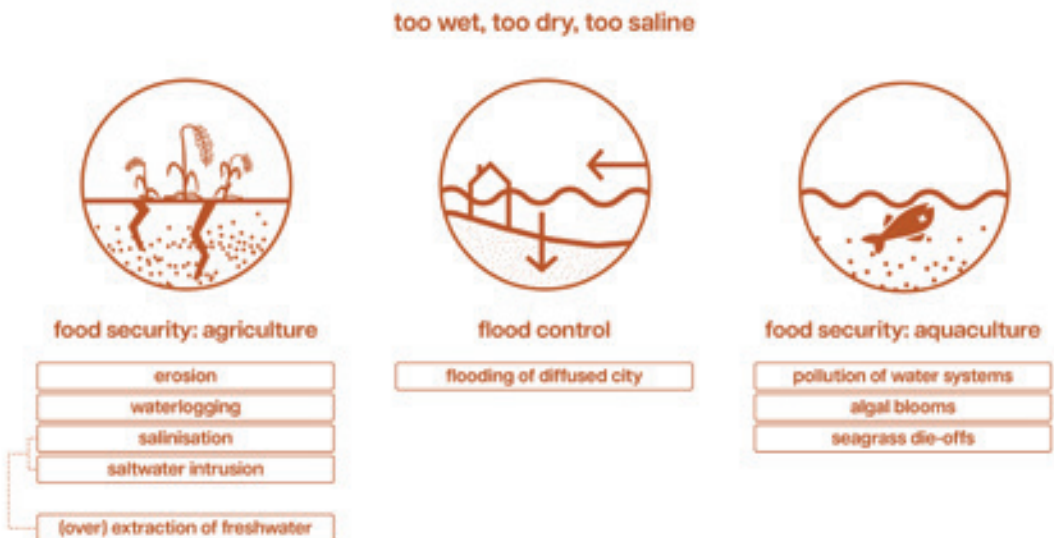 too wet, too dry, too saline
food security: agriculture
erosion
waterlogging
salinisation
saltwater intrusion
(over) extraction of freshwater
flood control
flooding of diffused city
food security: aquaculture
pollution of water systems
algal blooms
seagrass die-offs